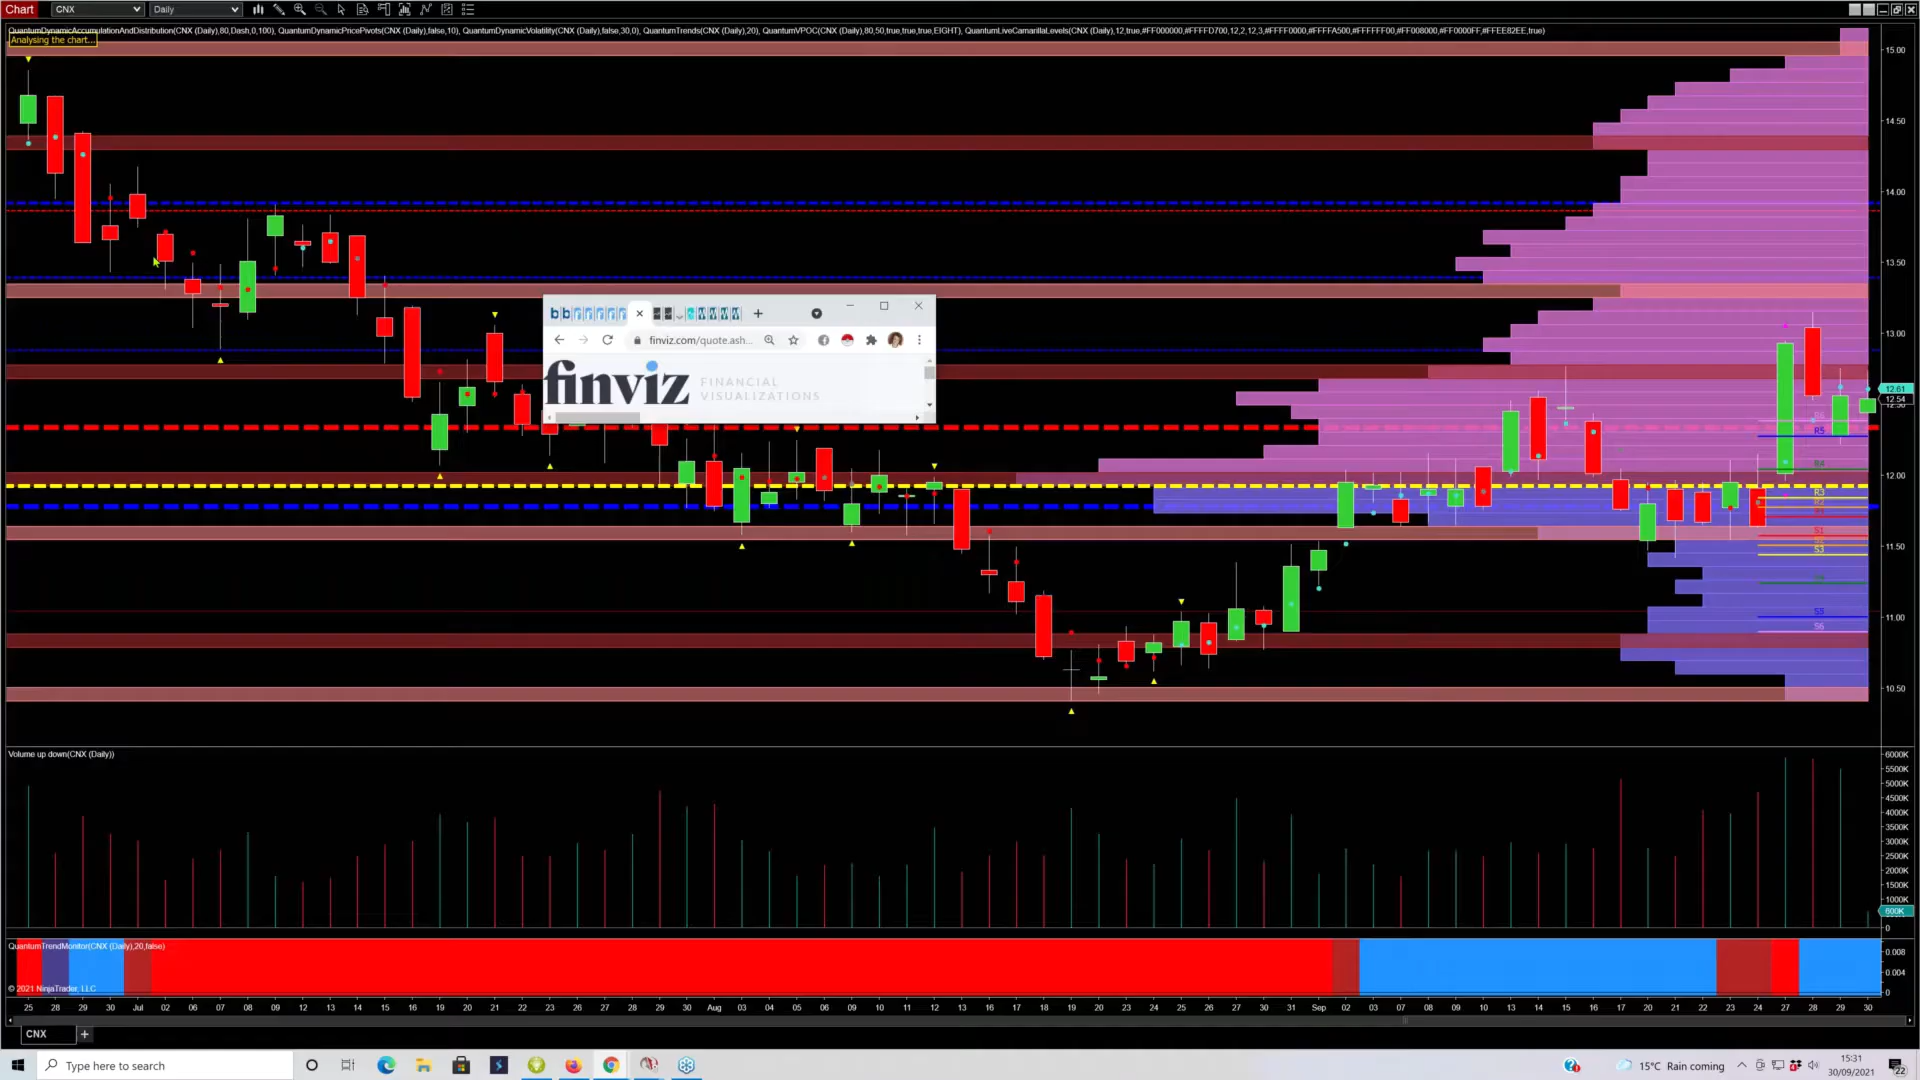 Chart CNX Daily
QuantumDynamicAccumulationAndDistribution(CNX (Daily),80,Dash,0,100), QuantumDynamicPricePivots(CNX (Daily),false,10), QuantumDynamicVolatility(CNX (Daily),false,30,0), QuantumTrends(CNX (Daily),20), QuantumVPOC(CNX (Daily),80,50,true,true,true,EIGHT), QuantumLiveCamarillaLevels(CNX (Daily),12,true,#FF000000,#FFFFD700,12,2,12,3,#FFFF0000,#FFFFA500,#FFFFFF00,#FF008000,#FF0000FF,#FFEE82EE,true)
Analysing the chart...
15.00
14.50
14.00
13.50
13.00
12.61
12.54
12.00
11.50
11.00
10.50
finviz.com/quote.ash...
finviz FINANCIAL
VISUALIZATIONS
R5
R4
R3
S1
S3
S5
S6
Volume up down(CNX (Daily))
6000K
5500K
5000K
4500K
4000K
3500K
3000K
2500K
2000K
1500K
1000K
600K
0
QuantumTrendMonitor(CNX (Daily),20,false)
0.008
0.004
0
© 2021 NinjaTrader, LLC
25 28 29 30 Jul 02 06 07 08 09 12 13 14 15 16 19 20 21 22 23 26 27 28 29 30 Aug 03 04 05 06 09 10 11 12 13 16 17 18 19 20 23 24 25 26 27 30 31 Sep 02 03 07 08 09 10 13 14 15 16 17 20 21 22 23 24 27 28 29 30
CNX +
Type here to search
15°C Rain coming
15:31
30/09/2021
22